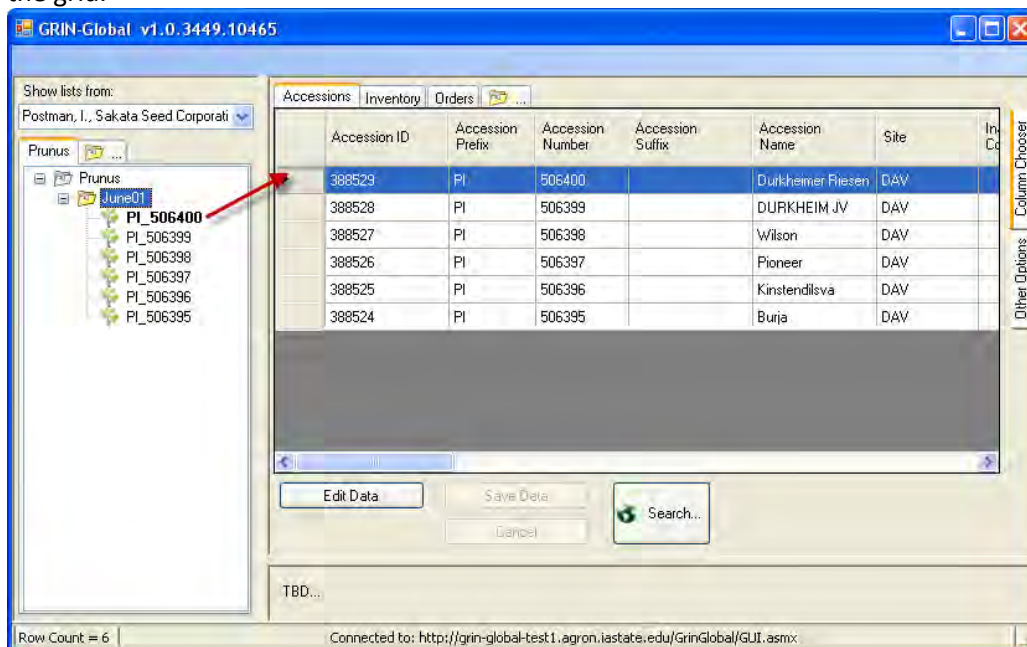 the grid.
GRIN-Global v1.0.3449.10465
Show lists from:
Postman, I., Sakata Seed Corporati
Prunus ...
Prunus
June01
PI_506400
PI_506399
PI_506398
PI_506397
PI_506396
PI_506395
Accessions Inventory Orders ...
Accession ID Accession Prefix Accession Number Accession Suffix Accession Name Site
388529 PI 506400 Durkheimer Riesen DAV
388528 PI 506399 DURKHEIM JV DAV
388527 PI 506398 Wilson DAV
388526 PI 506397 Pioneer DAV
388525 PI 506396 Kinstendilsva DAV
388524 PI 506395 Burja DAV
Column Chooser
Other Options
Edit Data Save Data Search...
Cancel
TBD...
Row Count = 6 Connected to: http://grin-global-test1.agron.iastate.edu/GrinGlobal/GUI.asmx